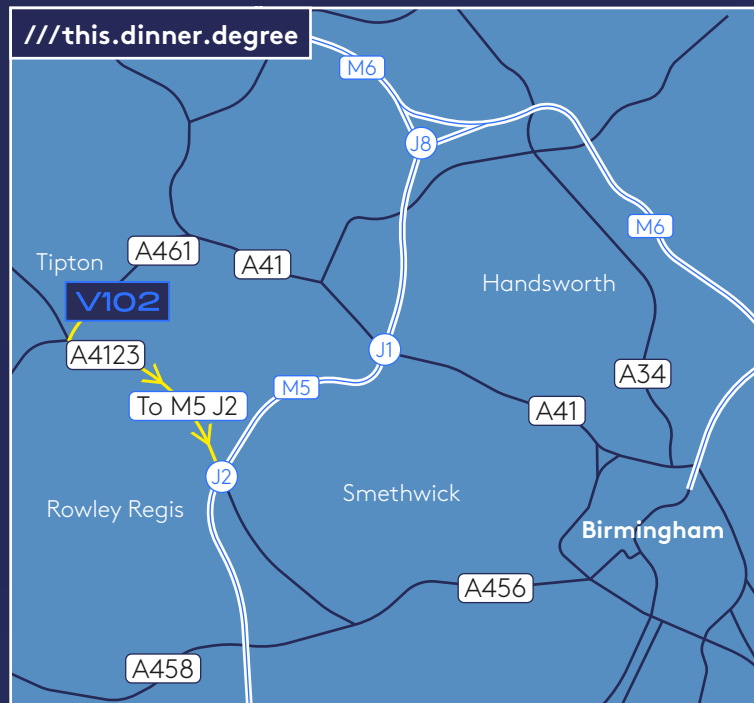 ///this.dinner.degree
M6
J8
M6
Tipton
A461
A41
Handsworth
V102
A4123
J1
A34
To M5 J2
M5
A41
J2
Smethwick
Rowley Regis
Birmingham
A456
A458